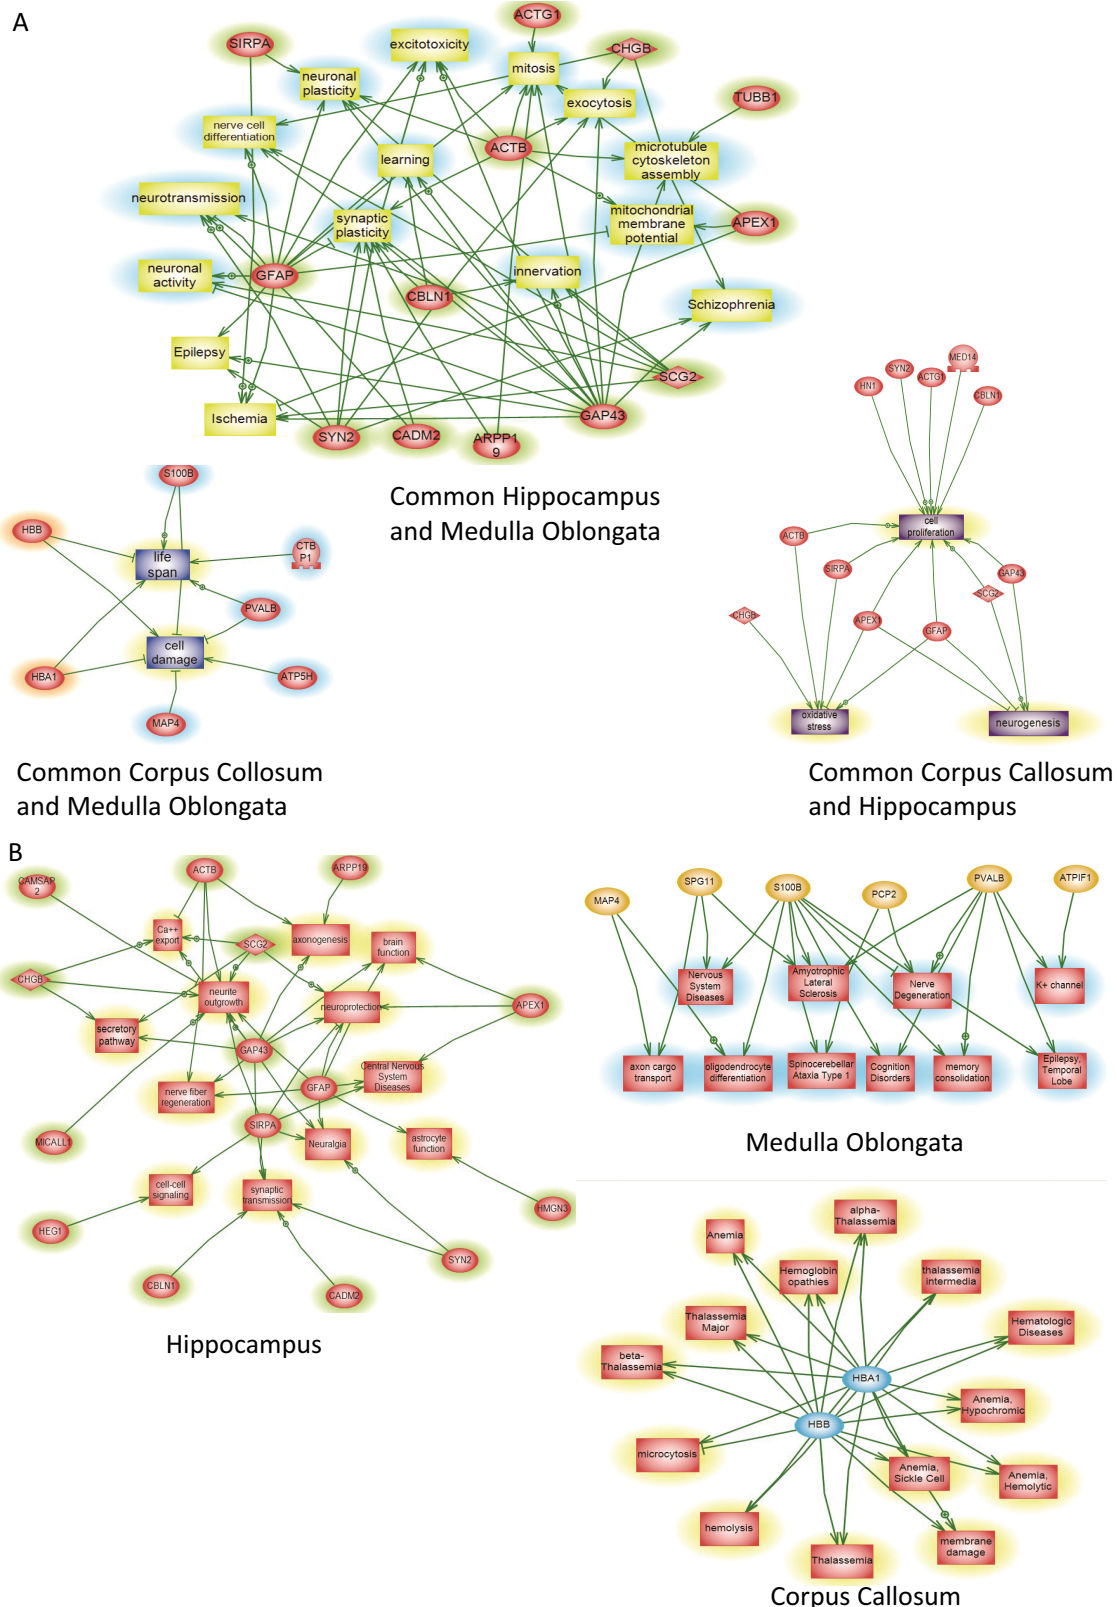 A
ACTG1
SIRPA
excitotoxicity
CHGB
mitosis
neuronal
plasticity
exocytosis
TUBB1
nerve cell
differentiation
ACTB
learning
microtubule
cytoskeleton
assembly
neurotransmission
synaptic
plasticity
mitochondrial
membrane
potential
APEX1
neuronal
activity
GFAP
innervation
CBLN1
Schizophrenia
Epilepsy
SCG2
Ischemia
GAP43
SYN2
CADM2
ARPP1
9
Common Hippocampus
and Medulla Oblongata
S100B
HBB
life
span
CTB
P1
PVALB
cell
damage
HBA1
ATP5H
MAP4
Common Corpus Collosum
and Medulla Oblongata
MED14
SYN2
ACTG1
HN1
CBLN1
cell
proliferation
ACTB
SIRPA
GAP43
SCG2
CHGB
APEX1
GFAP
oxidative
stress
neurogenesis
Common Corpus Callosum
and Hippocampus
B
ACTB
ARPP19
CAMSAP
2
Ca++
export
SCG2
axonogenesis
brain
function
CHGB
neurite
outgrowth
neuroprotection
APEX1
secretory
pathway
GAP43
Central Nervous
System
Diseases
nerve fiber
regeneration
GFAP
SIRPA
MICALL1
Neuralgia
astrocyte
function
cell-cell
signaling
synaptic
transmission
HMGN3
HEG1
SYN2
CBLN1
CADM2
Hippocampus
MAP4
SPG11
S100B
PCP2
PVALB
ATPIF1
Nervous
System
Diseases
Amyotrophic
Lateral
Sclerosis
Nerve
Degeneration
K+ channel
axon cargo
transport
oligodendrocyte
differentiation
Spinocerebellar
Ataxia Type 1
Cognition
Disorders
memory
consolidation
Epilepsy,
Temporal
Lobe
Medulla Oblongata
alpha-
Thalassemia
Anemia
Hemoglobin
opathies
thalassemia
intermedia
Thalassemia
Major
Hematologic
Diseases
beta-
Thalassemia
HBA1
Anemia,
Hypochromic
HBB
microcytosis
Anemia,
Sickle Cell
Anemia,
Hemolytic
hemolysis
membrane
damage
Thalassemia
Corpus Callosum